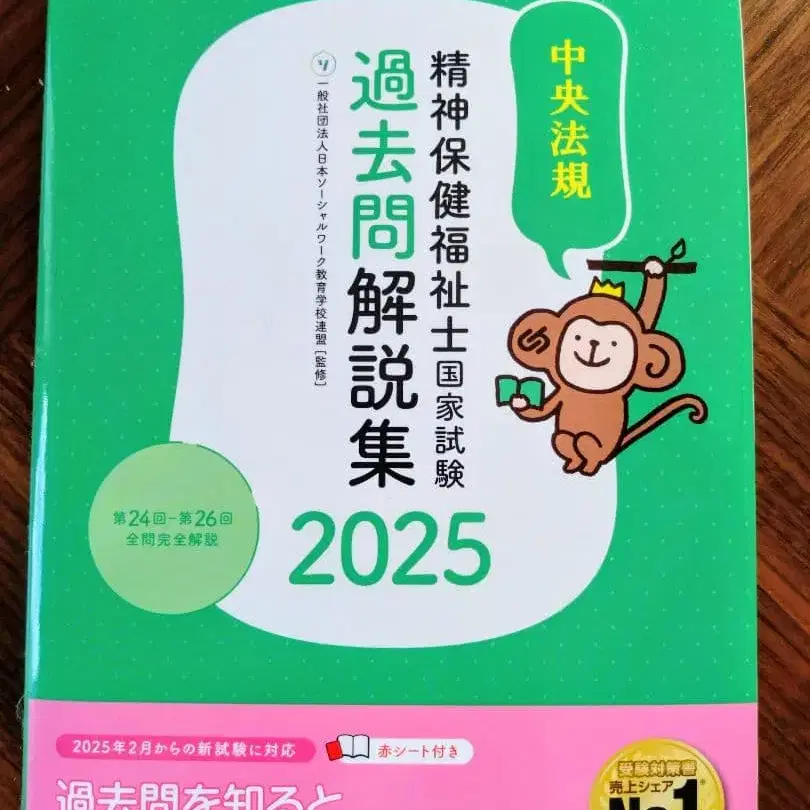 中央法規
精神保健福祉士国家試験
過去問解説集
一般社団法人日本ソーシャルワーク教育学校連盟［監修］
2025
第24回－第26回
全問完全解説
2025年2月からの新試験に対応
赤シート付き
過去問を知ると
受験対策書
売上シェア
No.1